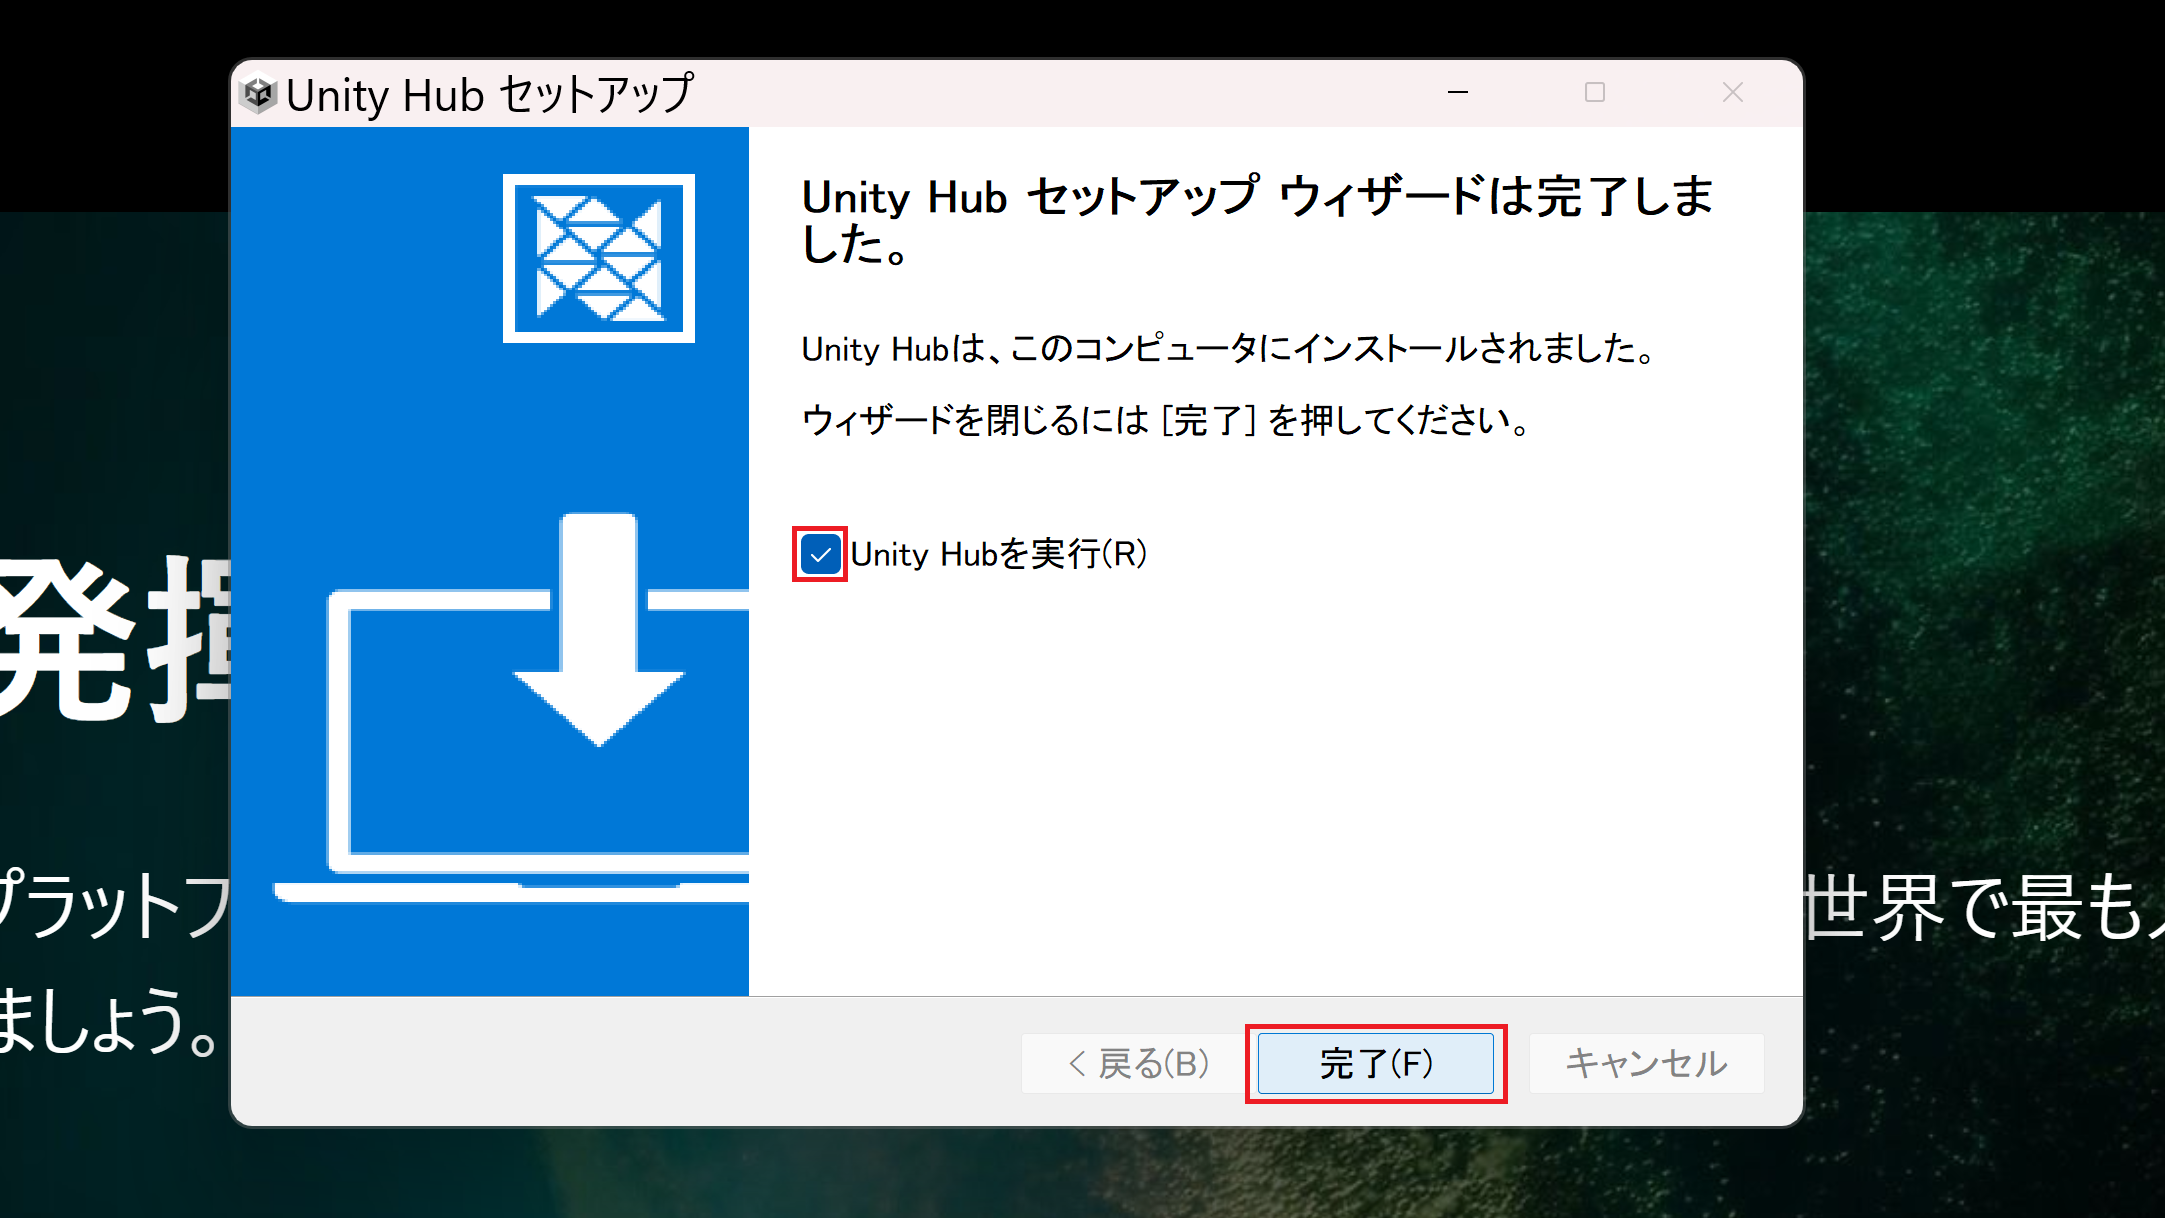 Unity Hub セットアップ
Unity Hub セットアップ ウィザードは完了しま
した。
Unity Hubは、このコンピュータにインストールされました。
ウィザードを閉じるには [完了] を押してください。
Unity Hubを実行(R)
発揮
プラットフ
世界で最も
ましょう。
< 戻る(B)
完了(F)
キャンセル